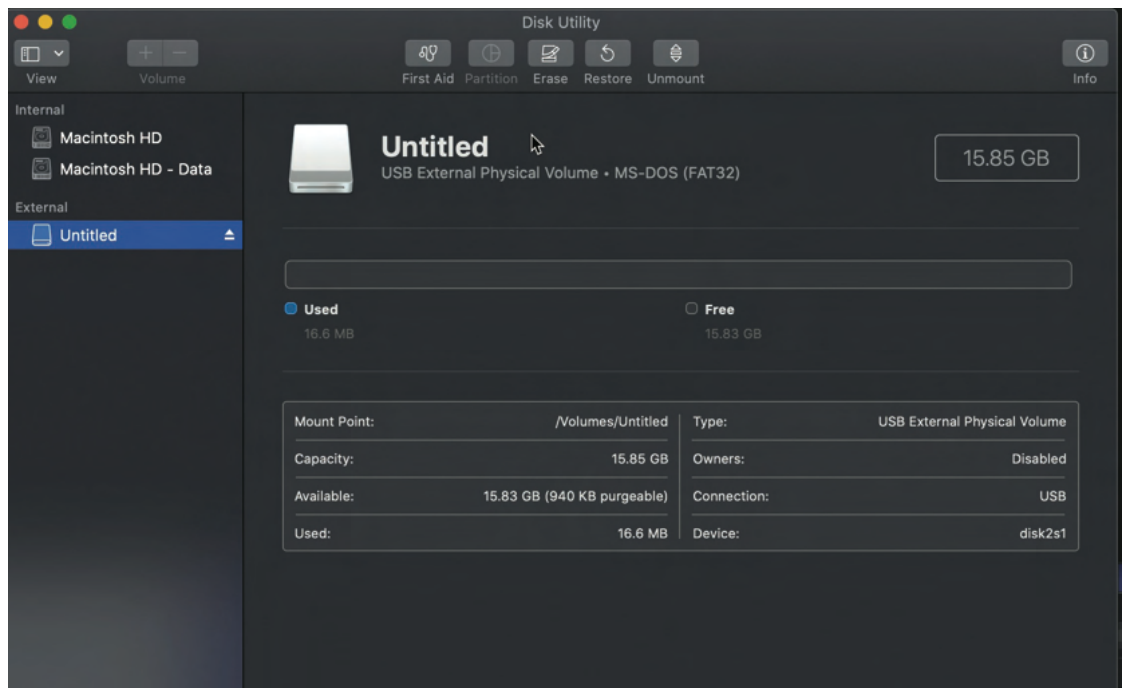 Disk Utility
View Volume First Aid Partition Erase Restore Unmount Info
Internal
Macintosh HD
Macintosh HD - Data
External
Untitled
Untitled
USB External Physical Volume • MS-DOS (FAT32)
15.85 GB
Used
16.6 MB
Free
15.83 GB
Mount Point: /Volumes/Untitled
Capacity: 15.85 GB
Available: 15.83 GB (940 KB purgeable)
Used: 16.6 MB
Type: USB External Physical Volume
Owners: Disabled
Connection: USB
Device: disk2s1